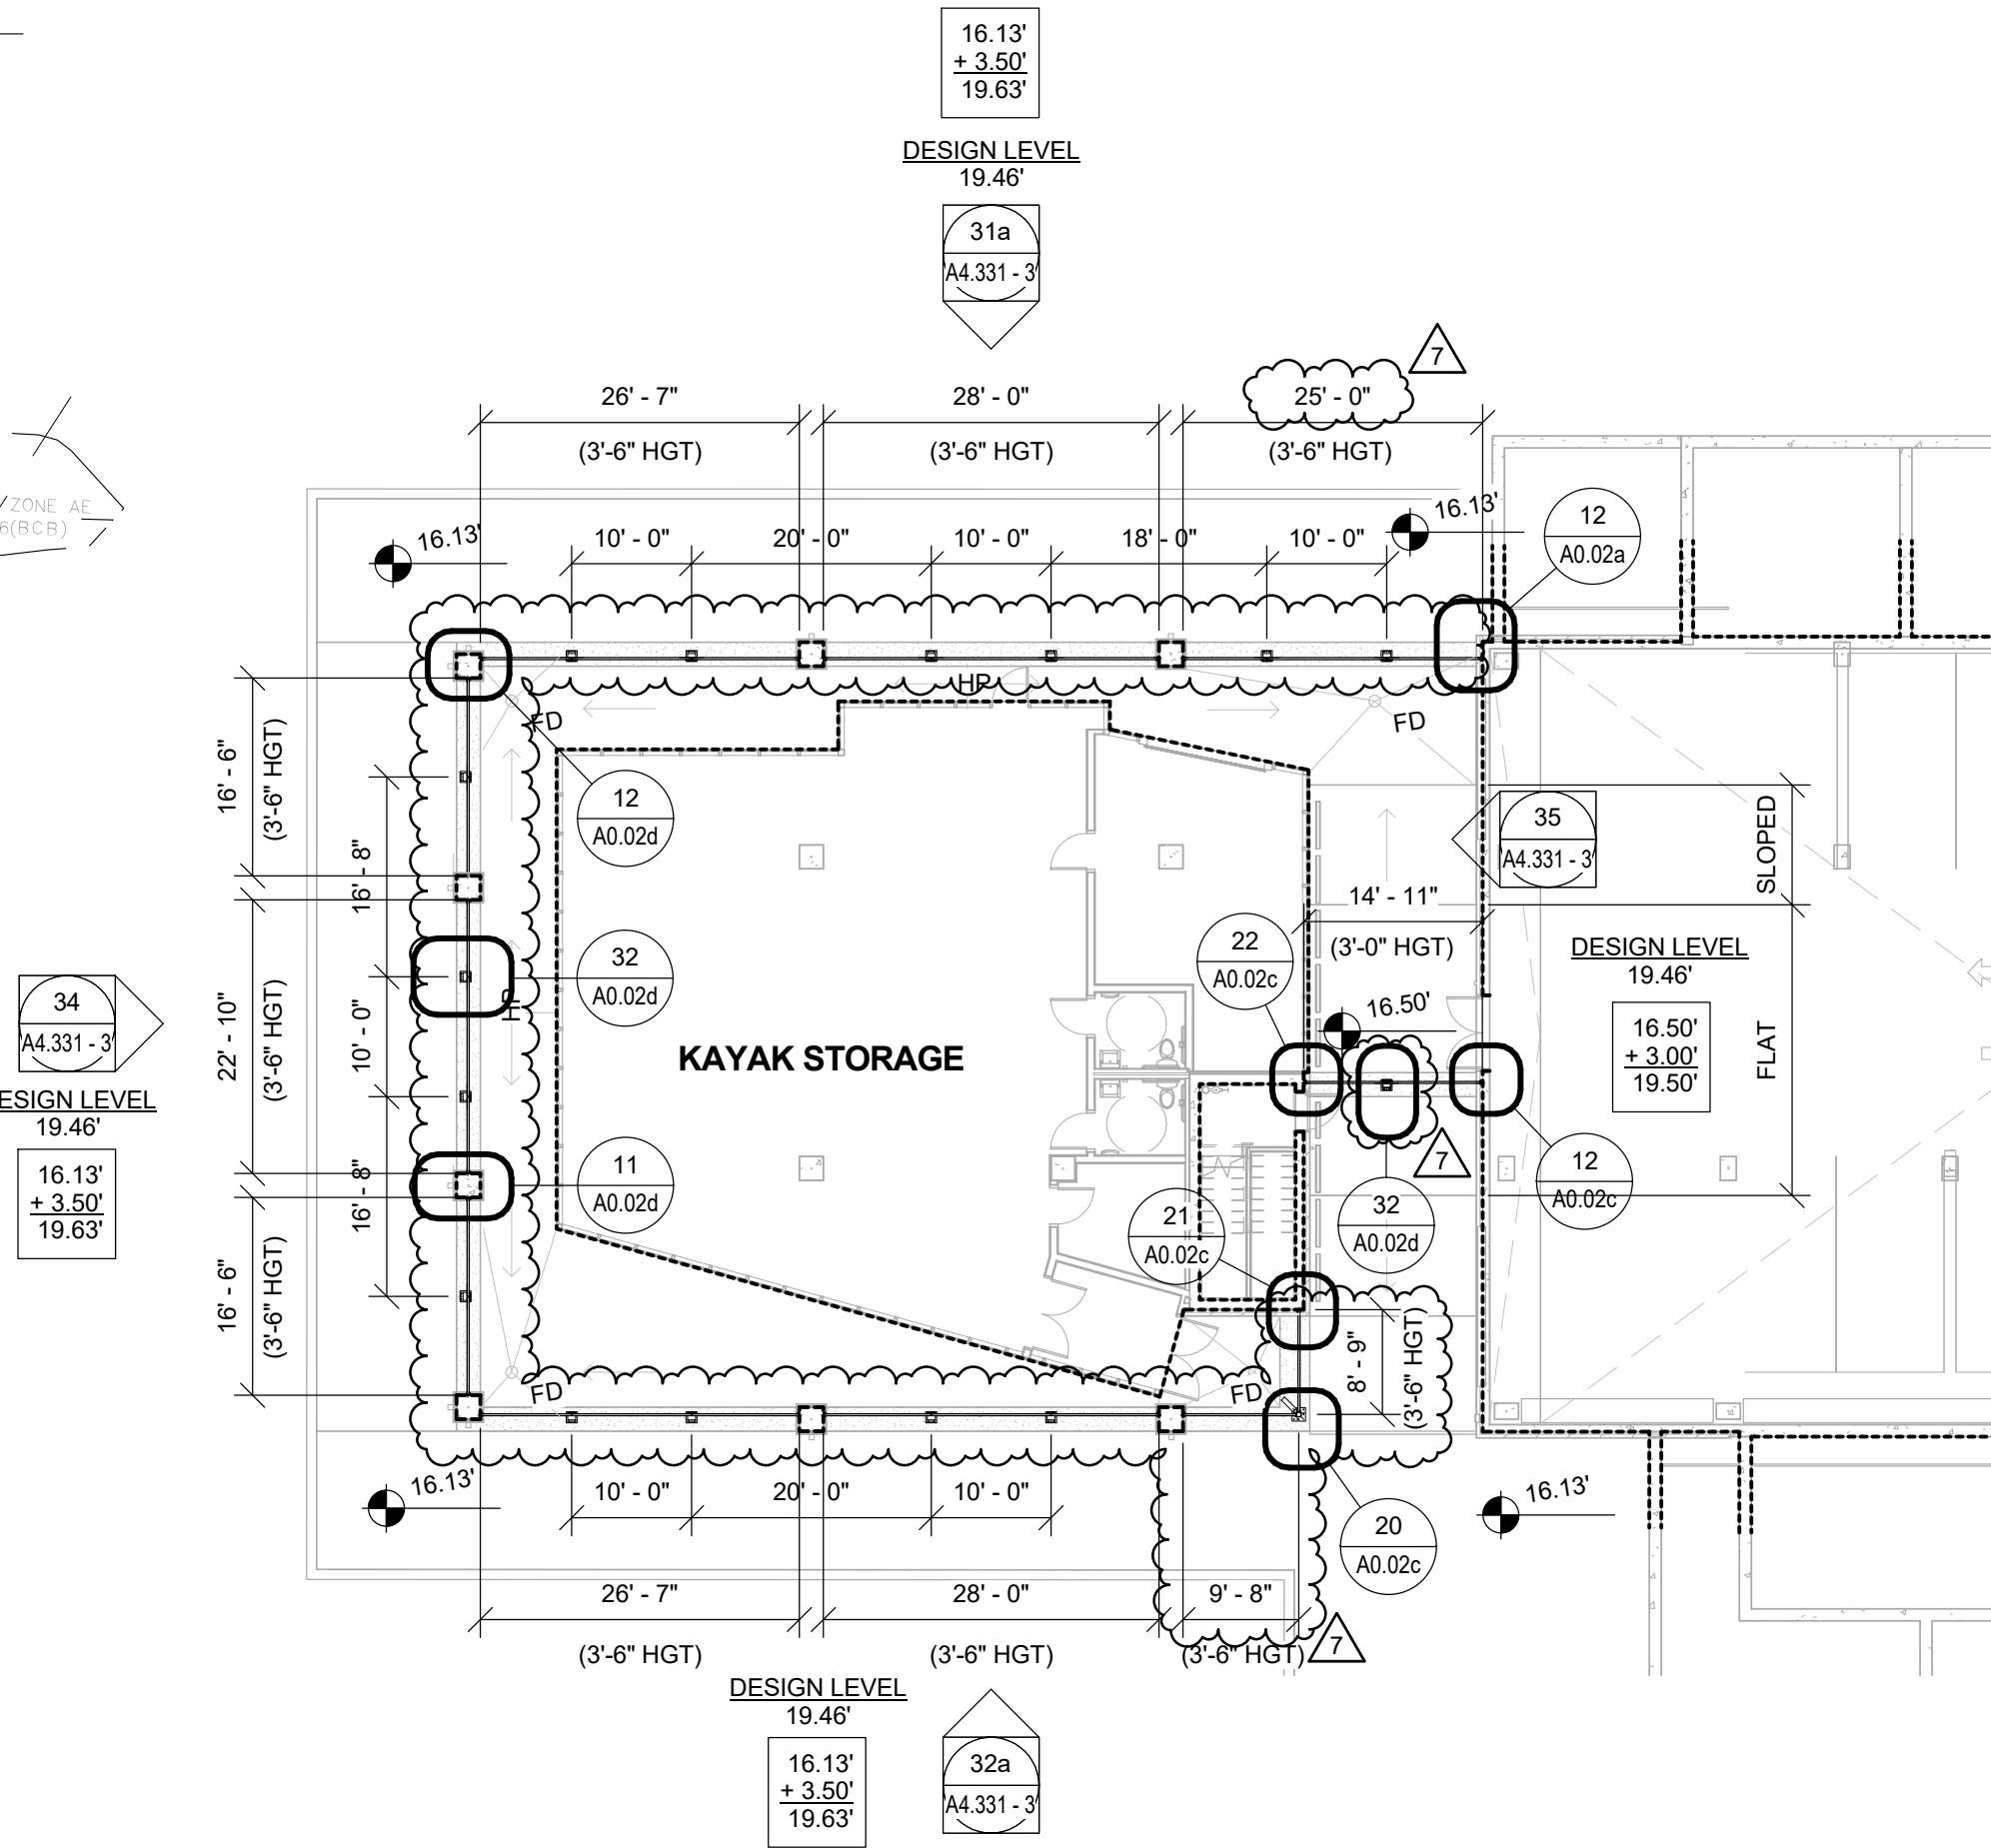 16.13'
+ 3.50'
19.63'
DESIGN LEVEL
19.46'
31a
A4.331 - 3
7
26' - 7"
28' - 0"
25' - 0"
(3'-6" HGT)
(3'-6" HGT)
(3'-6" HGT)
ZONE AE
6(BCB)
16.13'
10' - 0"
20' - 0"
10' - 0"
18' - 0"
10' - 0"
16.13'
12
A0.02a
HP
FD
FD
16' - 6"
(3'-6" HGT)
16' - 8"
12
A0.02d
35
A4.331 - 3
SLOPED
14' - 11"
(3'-0" HGT)
22
A0.02c
32
A0.02d
HP
DESIGN LEVEL
19.46'
16.50'
+ 3.00'
19.50'
FLAT
16.50'
34
A4.331 - 3
ESIGN LEVEL
19.46'
16.13'
+ 3.50'
19.63'
22' - 10"
(3'-6" HGT)
10' - 0"
KAYAK STORAGE
7
11
A0.02d
12
A0.02c
21
A0.02c
32
A0.02d
16' - 8"
16' - 6"
(3'-6" HGT)
8' - 9"
(3'-6" HGT)
FD
FD
16.13'
10' - 0"
20' - 0"
10' - 0"
16.13'
20
A0.02c
26' - 7"
28' - 0"
9' - 8"
(3'-6" HGT)
(3'-6" HGT)
(3'-6" HGT)
7
DESIGN LEVEL
19.46'
16.13'
+ 3.50'
19.63'
32a
A4.331 - 3